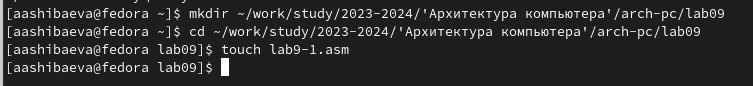 [aashibaeva@fedora ~]$ mkdir ~/work/study/2023-2024/'Архитектура компьютера'/arch-pc/lab09
[aashibaeva@fedora ~]$ cd ~/work/study/2023-2024/'Архитектура компьютера'/arch-pc/lab09
[aashibaeva@fedora lab09]$ touch lab9-1.asm
[aashibaeva@fedora lab09]$